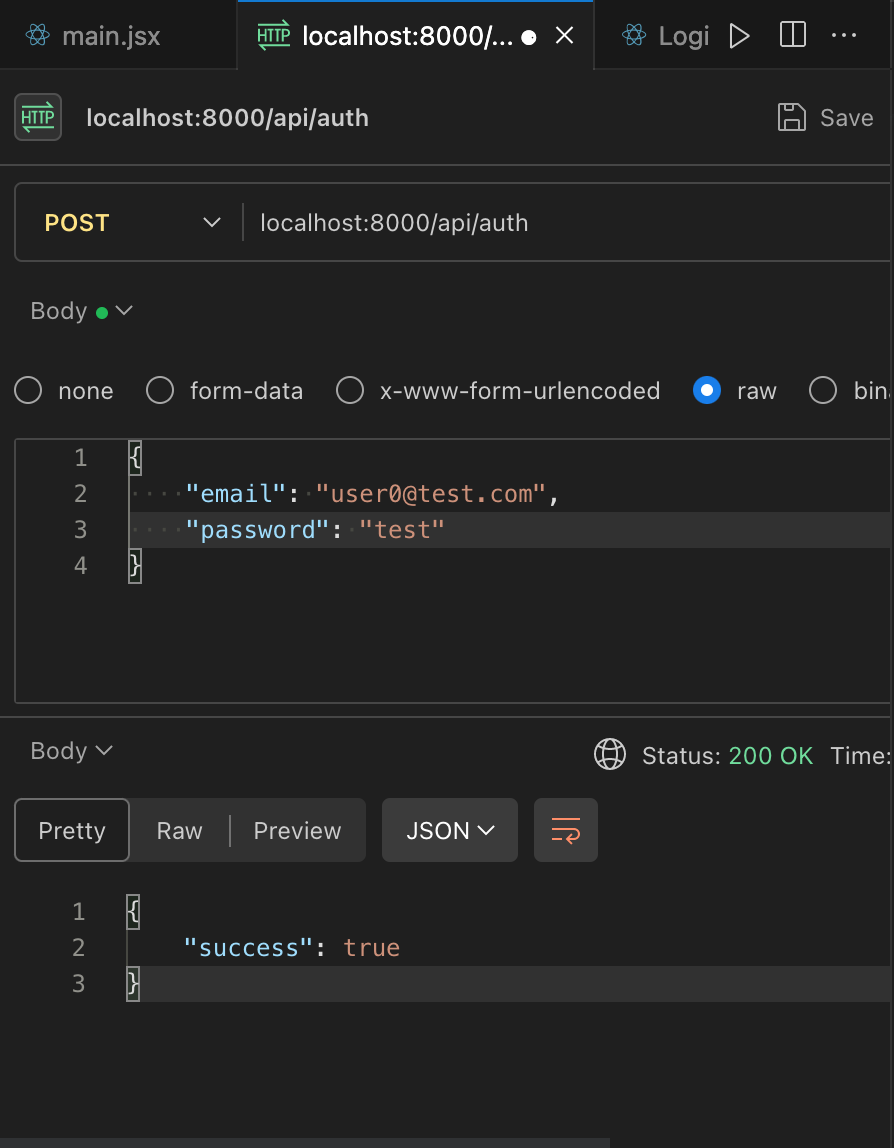 main.jsx HTTP localhost:8000/... Logi ...
HTTP localhost:8000/api/auth Save
POST localhost:8000/api/auth
Body
none form-data x-www-form-urlencoded raw bin
1 {
2 ····"email":·"user0@test.com",
3 ····"password":·"test"
4 }
Body Status: 200 OK Time:
Pretty Raw Preview JSON
1 {
2 "success": true
3 }